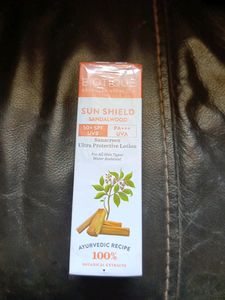 BIOTIQUE
SUN SHIELD
SANDALWOOD
50+ SPF
UVB
PA+++
UVA
Sunscreen
Ultra Protective Lotion
For All Skin Types
Water Resistant
AYURVEDIC RECIPE
100%
BOTANICAL EXTRACTS